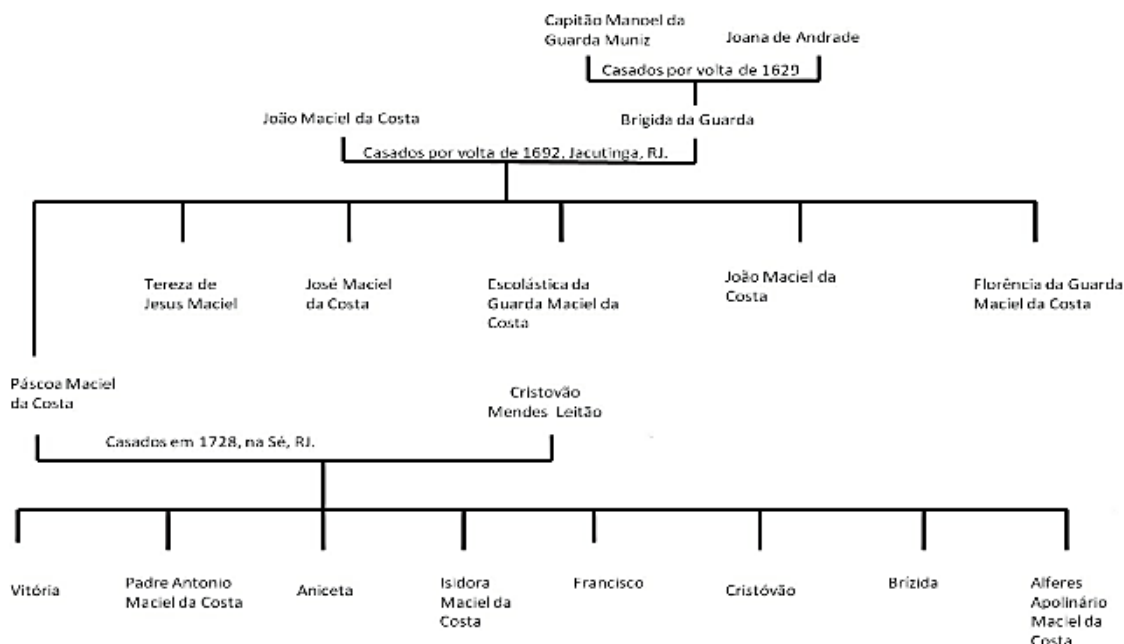 Capitão Manoel da
Guarda Muniz
Joana de Andrade
Casados por volta de 1629
João Maciel da Costa
Brigida da Guarda
Casados por volta de 1692, Jacutinga, RJ.
Tereza de
Jesus Maciel
José Maciel
da Costa
Escolástica da
Guarda Maciel da
Costa
João Maciel da
Costa
Florência da Guarda
Maciel da Costa
Páscoa Maciel
da Costa
Cristovão
Mendes Leitão
Casados em 1728, na Sé, RJ.
Vitória
Padre Antonio
Maciel da Costa
Aniceta
Isidora
Maciel da
Costa
Francisco
Cristóvão
Brízida
Alferes
Apolinário
Maciel da
Costa